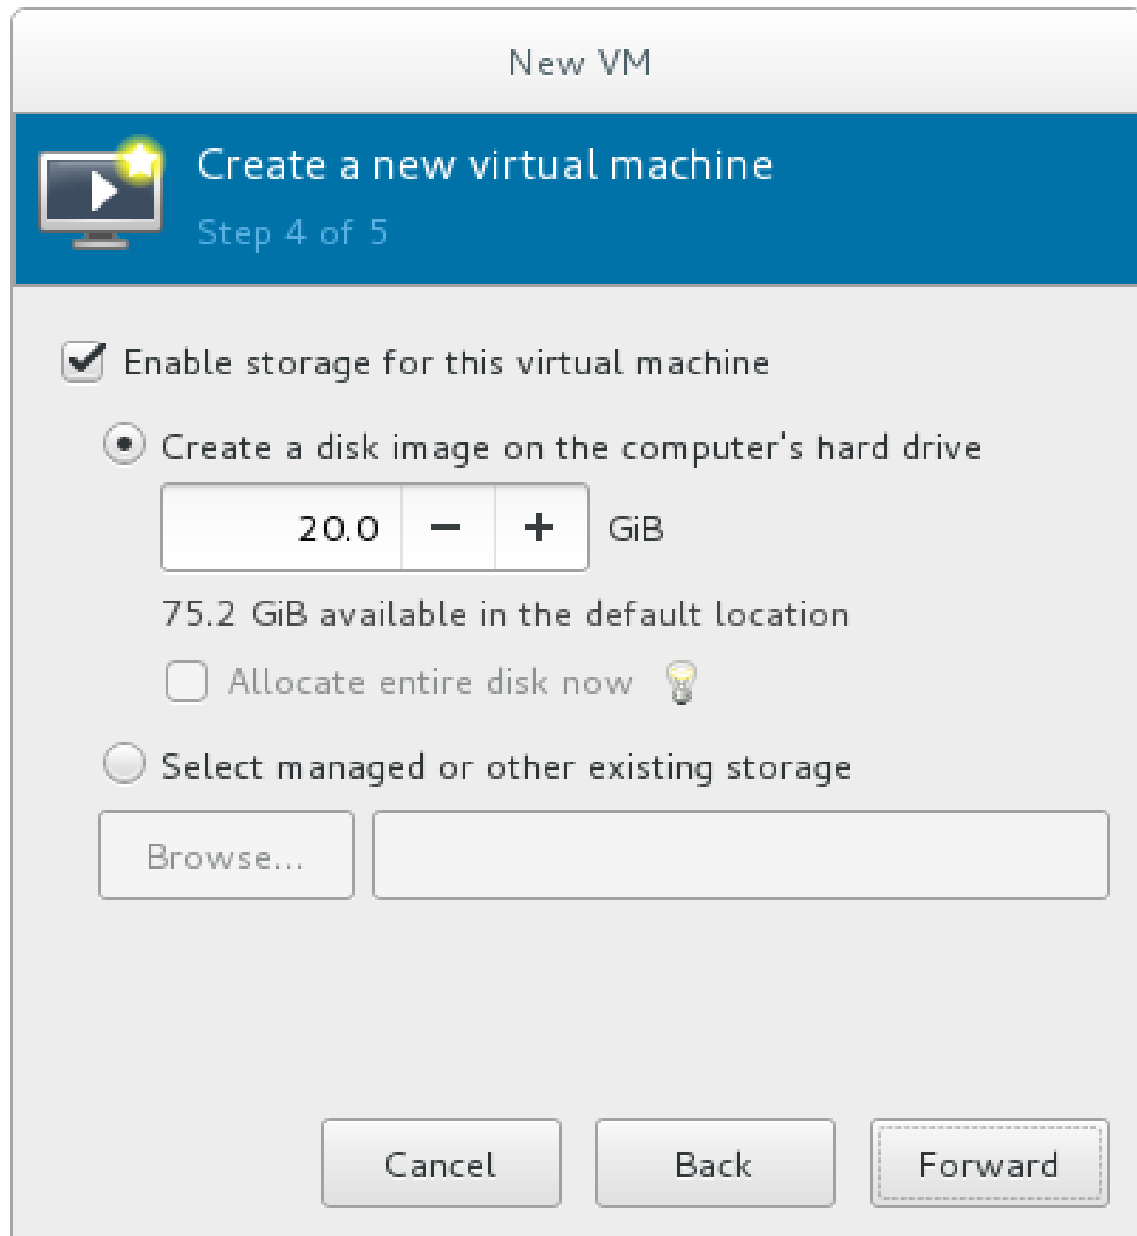 New VM
Create a new virtual machine
Step 4 of 5
Enable storage for this virtual machine
Create a disk image on the computer's hard drive
20.0 − + GiB
75.2 GiB available in the default location
Allocate entire disk now
Select managed or other existing storage
Browse...
Cancel Back Forward